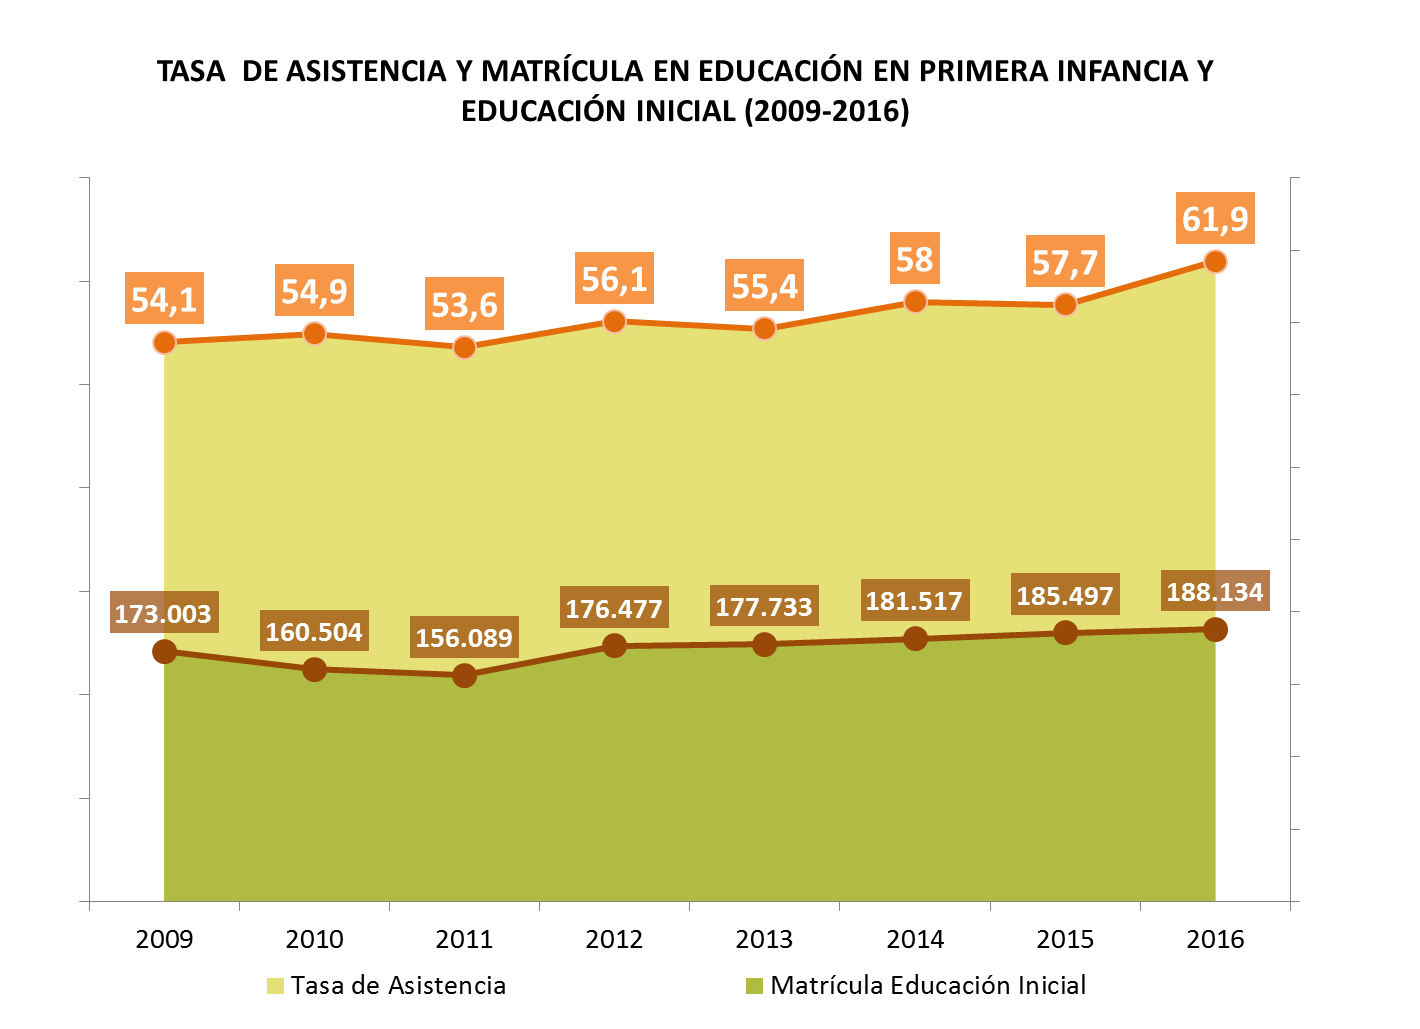 TASA  DE ASISTENCIA Y MATRÍCULA EN EDUCACIÓN EN PRIMERA INFANCIA Y
EDUCACIÓN INICIAL (2009-2016)
54,1 54,9 53,6 56,1 55,4 58 57,7 61,9
173.003 160.504 156.089 176.477 177.733 181.517 185.497 188.134
2009 2010 2011 2012 2013 2014 2015 2016
Tasa de Asistencia Matrícula Educación Inicial